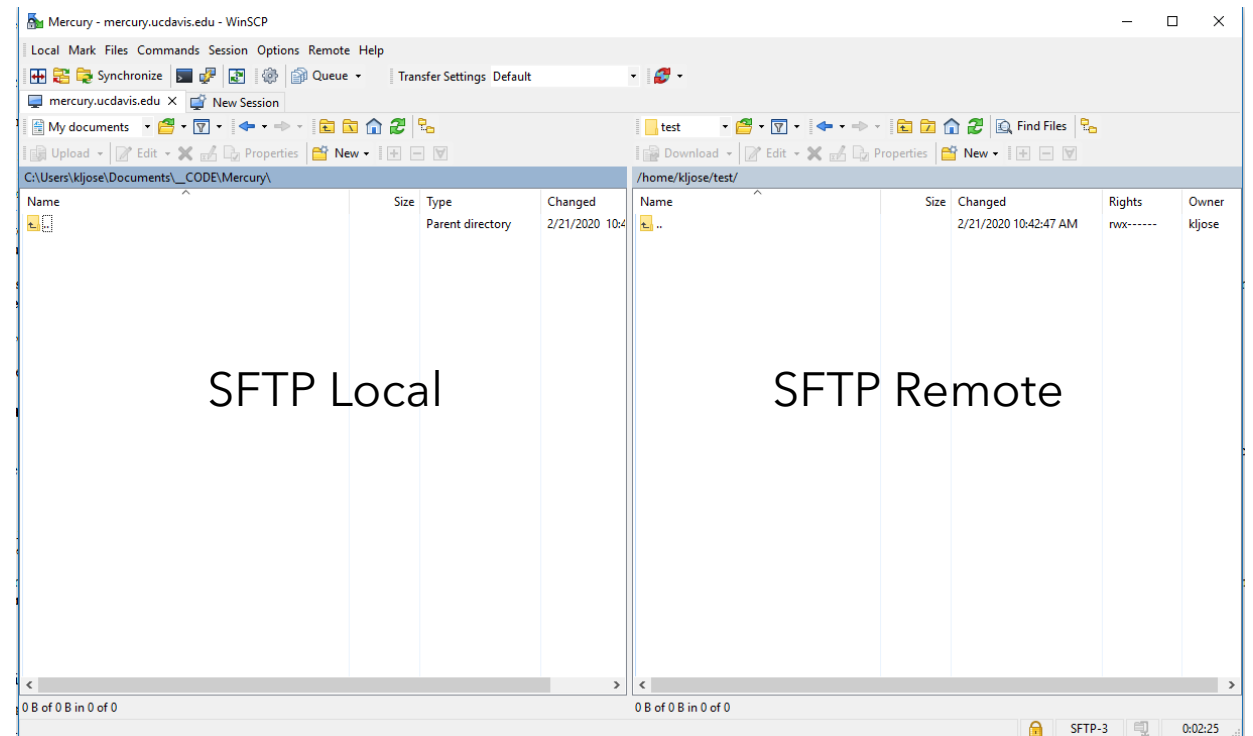 Mercury - mercury.ucdavis.edu - WinSCP
Local Mark Files Commands Session Options Remote Help
Synchronize Queue Transfer Settings Default
mercury.ucdavis.edu New Session
My documents
test Find Files
Upload Edit Properties New
Download Edit Properties New
C:\Users\kljose\Documents\__CODE\Mercury\
/home/kljose/test/
Name Size Type Changed
Name Size Changed Rights Owner
.. Parent directory 2/21/2020 10:4
.. 2/21/2020 10:42:47 AM rwx------ kljose
SFTP Local
SFTP Remote
0 B of 0 B in 0 of 0
0 B of 0 B in 0 of 0
SFTP-3 0:02:25